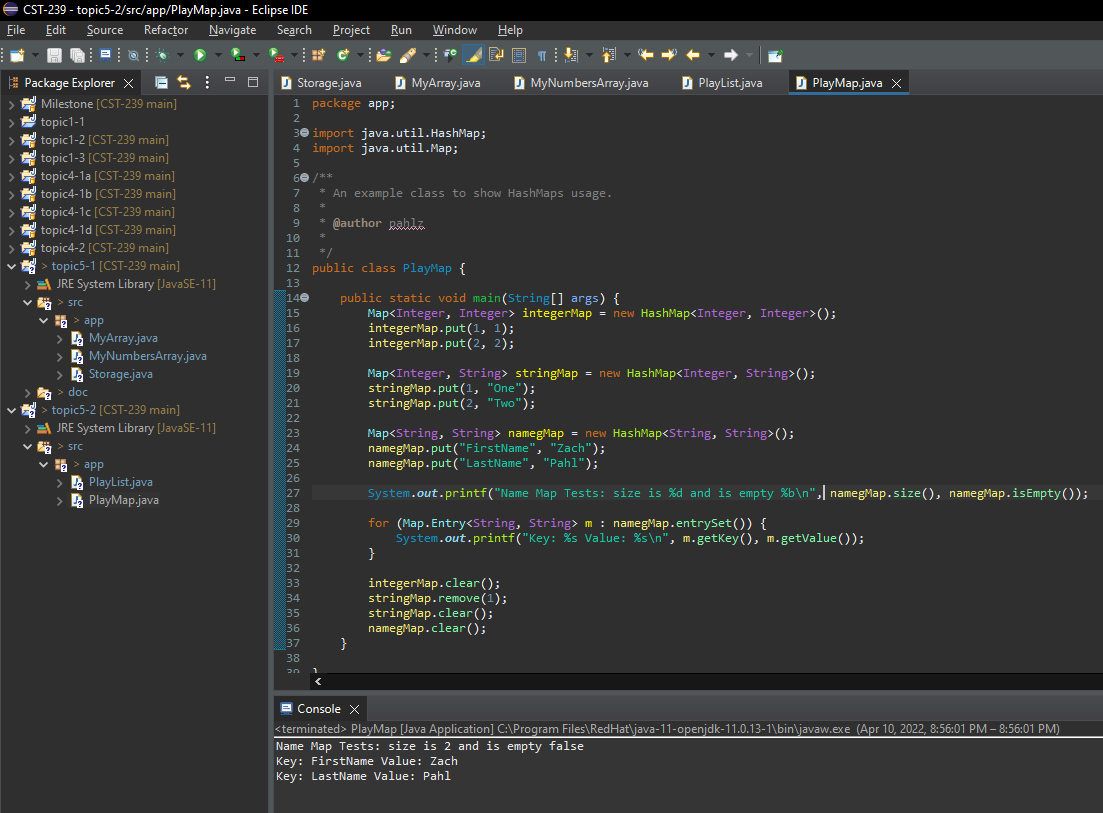 CST-239 - topic5-2/src/app/PlayMap.java - Eclipse IDE
File Edit Source Refactor Navigate Search Project Run Window Help
Package Explorer
Storage.java MyArray.java MyNumbersArray.java PlayList.java PlayMap.java
Milestone [CST-239 main]
topic1-1
topic1-2 [CST-239 main]
topic1-3 [CST-239 main]
topic4-1a [CST-239 main]
topic4-1b [CST-239 main]
topic4-1c [CST-239 main]
topic4-1d [CST-239 main]
topic4-2 [CST-239 main]
> topic5-1 [CST-239 main]
JRE System Library [JavaSE-11]
> src
> app
MyArray.java
MyNumbersArray.java
Storage.java
> doc
> topic5-2 [CST-239 main]
JRE System Library [JavaSE-11]
> src
> app
PlayList.java
PlayMap.java
1 package app;
2
3 import java.util.HashMap;
4 import java.util.Map;
5
6 /**
7 * An example class to show HashMaps usage.
8 *
9 * @author pahlz
10 *
11 */
12 public class PlayMap {
13
14 public static void main(String[] args) {
15 Map<Integer, Integer> integerMap = new HashMap<Integer, Integer>();
16 integerMap.put(1, 1);
17 integerMap.put(2, 2);
18
19 Map<Integer, String> stringMap = new HashMap<Integer, String>();
20 stringMap.put(1, "One");
21 stringMap.put(2, "Two");
22
23 Map<String, String> namegMap = new HashMap<String, String>();
24 namegMap.put("FirstName", "Zach");
25 namegMap.put("LastName", "Pahl");
26
27 System.out.printf("Name Map Tests: size is %d and is empty %b\n", namegMap.size(), namegMap.isEmpty());
28
29 for (Map.Entry<String, String> m : namegMap.entrySet()) {
30 System.out.printf("Key: %s Value: %s\n", m.getKey(), m.getValue());
31 }
32
33 integerMap.clear();
34 stringMap.remove(1);
35 stringMap.clear();
36 namegMap.clear();
37 }
38
39 }
Console
<terminated> PlayMap [Java Application] C:\Program Files\RedHat\java-11-openjdk-11.0.13-1\bin\javaw.exe (Apr 10, 2022, 8:56:01 PM – 8:56:01 PM)
Name Map Tests: size is 2 and is empty false
Key: FirstName Value: Zach
Key: LastName Value: Pahl